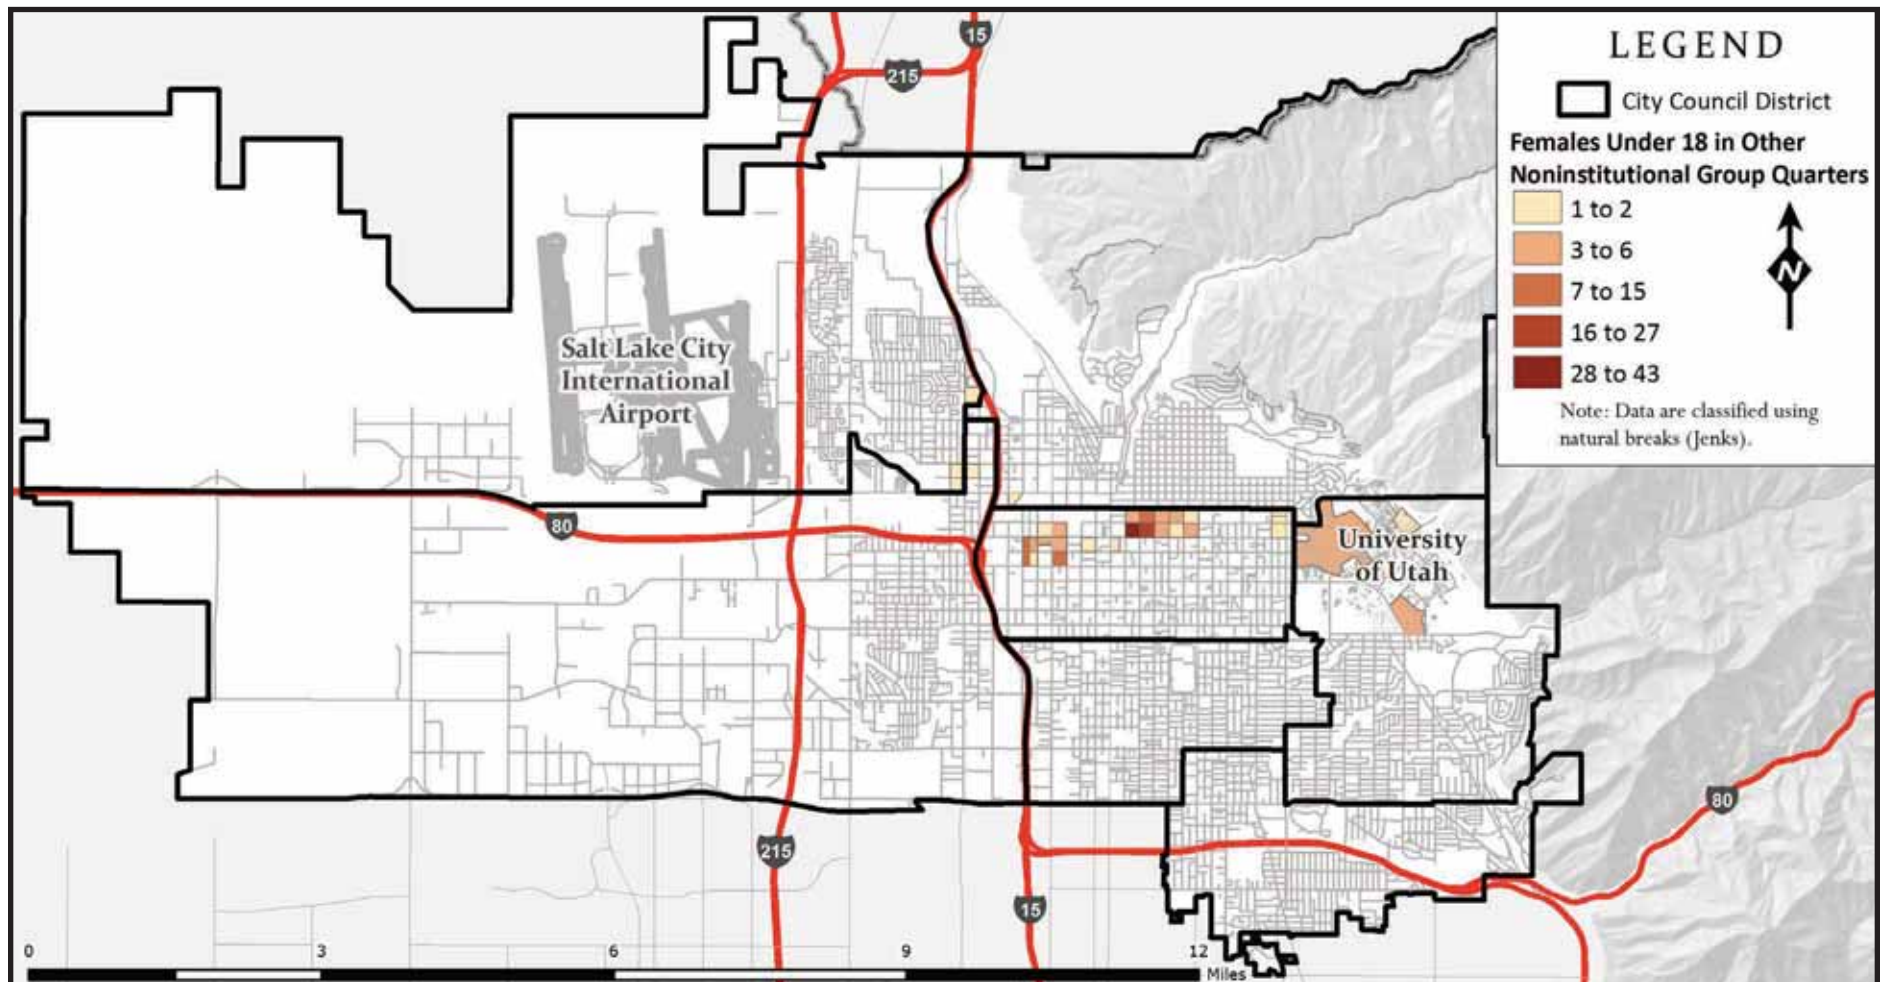 15
215
LEGEND
City Council District
Females Under 18 in Other
Noninstitutional Group Quarters
1 to 2
3 to 6
7 to 15
16 to 27
28 to 43
N
Note: Data are classified using
natural breaks (Jenks).
Salt Lake City
International
Airport
80
University
of Utah
80
215
15
0 3 6 9 12
Miles